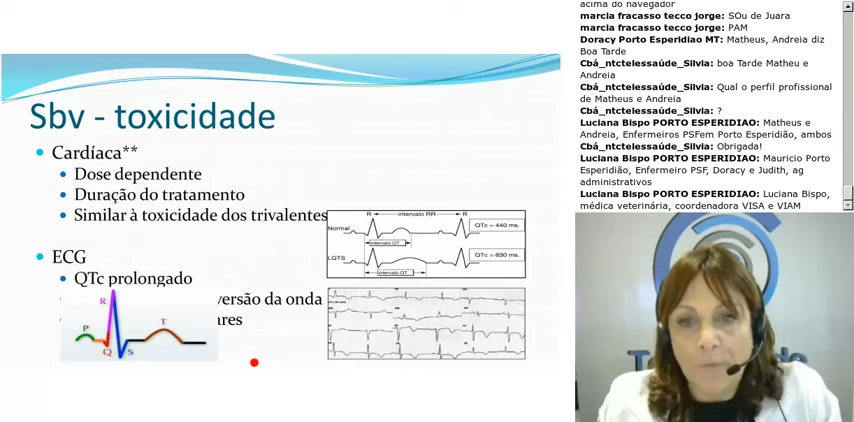 Sbv - toxicidade
Cardíaca**
Dose dependente
Duração do tratamento
Similar à toxicidade dos trivalentes
ECG
QTc prolongado
versão da onda
ares
R intervalo RR R
Normal
QTc = 440 ms.
intervalo QT
LQTS
QTc = 630 ms.
intervalo QT
R
P
T
Q
S
acima do navegador
marcia fracasso tecco jorge: SOu de Juara
marcia fracasso tecco jorge: PAM
Doracy Porto Esperidiao MT: Matheus, Andreia diz
Boa Tarde
Cbá_ntctelessaúde_Silvia: boa Tarde Matheu e
Andreia
Cbá_ntctelessaúde_Silvia: Qual o perfil profissional
de Matheus e Andreia
Cbá_ntctelessaúde_Silvia: ?
Luciana Bispo PORTO ESPERIDIAO: Matheus e
Andreia, Enfermeiros PSFem Porto Esperidião, ambos
Cbá_ntctelessaúde_Silvia: Obrigada!
Luciana Bispo PORTO ESPERIDIAO: Mauricio Porto
Esperidião, Enfermeiro PSF, Doracy e Judith, ag
administrativos
Luciana Bispo PORTO ESPERIDIAO: Luciana Bispo,
médica veterinária, coordenadora VISA e VIAM